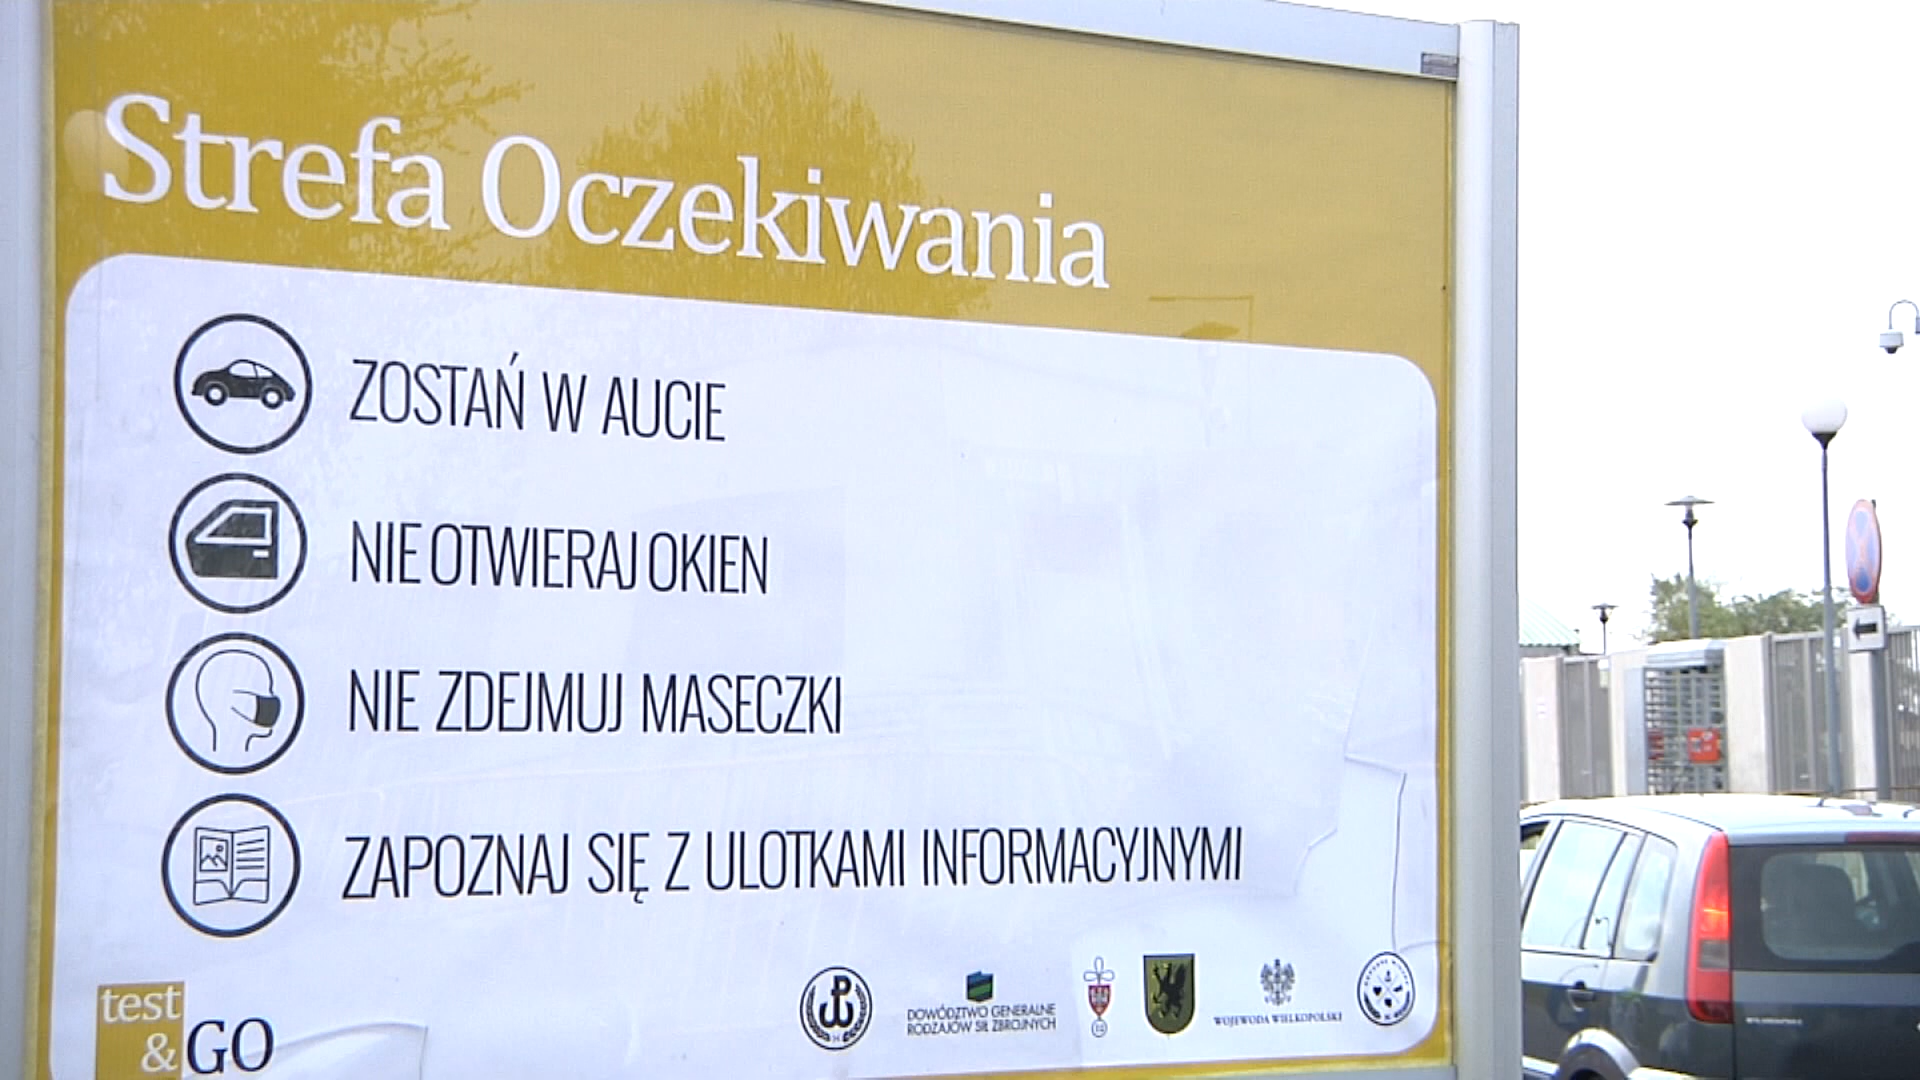 Strefa Oczekiwania
ZOSTAŃ W AUCIE
NIE OTWIERAJ OKIEN
NIE ZDEJMUJ MASECZKI
ZAPOZNAJ SIĘ Z ULOTKAMI INFORMACYJNYMI
test
& GO
DOWÓDZTWO GENERALNE
RODZAJÓW SIŁ ZBROJNYCH
WOJEWODA WIELKOPOLSKI